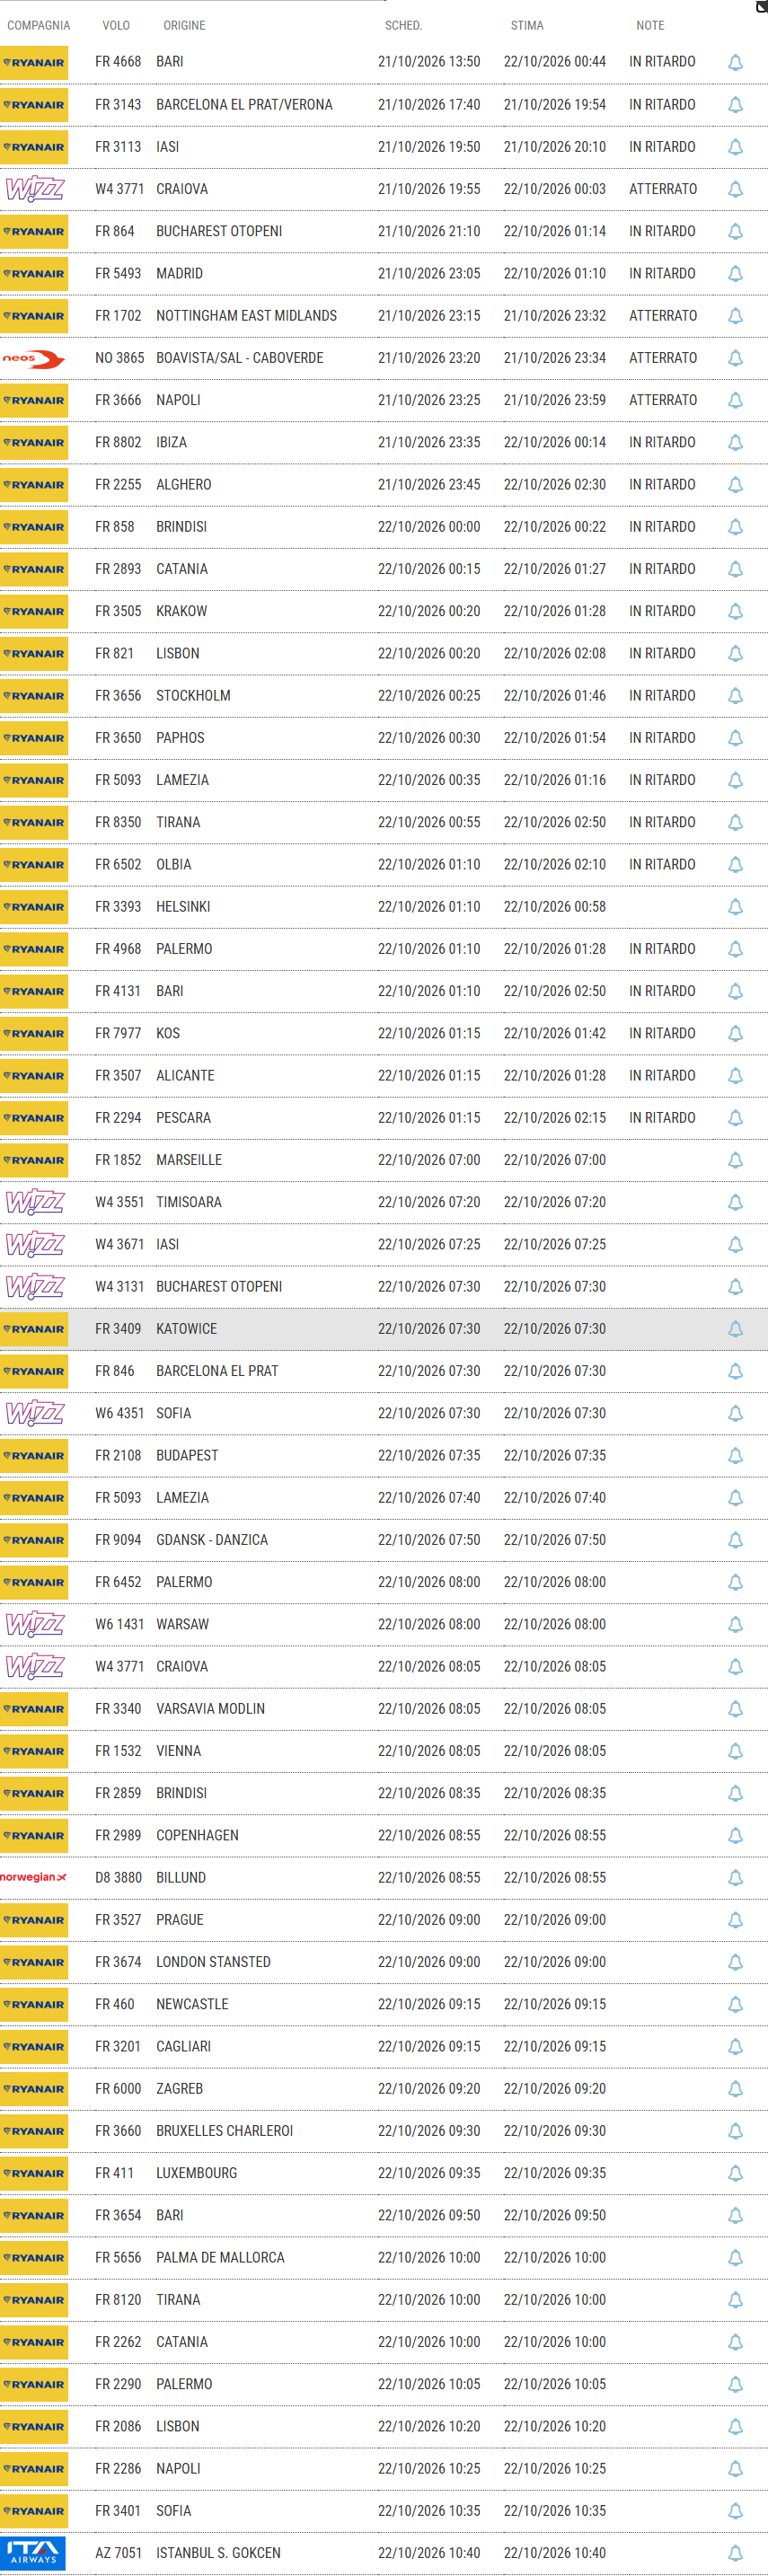 COMPAGNIA VOLO ORIGINE SCHED. STIMA NOTE
RYANAIR FR 4668 BARI 21/10/2026 13:50 22/10/2026 00:44 IN RITARDO
RYANAIR FR 3143 BARCELONA EL PRAT/VERONA 21/10/2026 17:40 21/10/2026 19:54 IN RITARDO
RYANAIR FR 3113 IASI 21/10/2026 19:50 21/10/2026 20:10 IN RITARDO
WIZZ W4 3771 CRAIOVA 21/10/2026 19:55 22/10/2026 00:03 ATTERRATO
RYANAIR FR 864 BUCHAREST OTOPENI 21/10/2026 21:10 22/10/2026 01:14 IN RITARDO
RYANAIR FR 5493 MADRID 21/10/2026 23:05 22/10/2026 01:10 IN RITARDO
RYANAIR FR 1702 NOTTINGHAM EAST MIDLANDS 21/10/2026 23:15 21/10/2026 23:32 ATTERRATO
neos NO 3865 BOAVISTA/SAL - CABOVERDE 21/10/2026 23:20 21/10/2026 23:34 ATTERRATO
RYANAIR FR 3666 NAPOLI 21/10/2026 23:25 21/10/2026 23:59 ATTERRATO
RYANAIR FR 8802 IBIZA 21/10/2026 23:35 22/10/2026 00:14 IN RITARDO
RYANAIR FR 2255 ALGHERO 21/10/2026 23:45 22/10/2026 02:30 IN RITARDO
RYANAIR FR 858 BRINDISI 22/10/2026 00:00 22/10/2026 00:22 IN RITARDO
RYANAIR FR 2893 CATANIA 22/10/2026 00:15 22/10/2026 01:27 IN RITARDO
RYANAIR FR 3505 KRAKOW 22/10/2026 00:20 22/10/2026 01:28 IN RITARDO
RYANAIR FR 821 LISBON 22/10/2026 00:20 22/10/2026 02:08 IN RITARDO
RYANAIR FR 3656 STOCKHOLM 22/10/2026 00:25 22/10/2026 01:46 IN RITARDO
RYANAIR FR 3650 PAPHOS 22/10/2026 00:30 22/10/2026 01:54 IN RITARDO
RYANAIR FR 5093 LAMEZIA 22/10/2026 00:35 22/10/2026 01:16 IN RITARDO
RYANAIR FR 8350 TIRANA 22/10/2026 00:55 22/10/2026 02:50 IN RITARDO
RYANAIR FR 6502 OLBIA 22/10/2026 01:10 22/10/2026 02:10 IN RITARDO
RYANAIR FR 3393 HELSINKI 22/10/2026 01:10 22/10/2026 00:58
RYANAIR FR 4968 PALERMO 22/10/2026 01:10 22/10/2026 01:28 IN RITARDO
RYANAIR FR 4131 BARI 22/10/2026 01:10 22/10/2026 02:50 IN RITARDO
RYANAIR FR 7977 KOS 22/10/2026 01:15 22/10/2026 01:42 IN RITARDO
RYANAIR FR 3507 ALICANTE 22/10/2026 01:15 22/10/2026 01:28 IN RITARDO
RYANAIR FR 2294 PESCARA 22/10/2026 01:15 22/10/2026 02:15 IN RITARDO
RYANAIR FR 1852 MARSEILLE 22/10/2026 07:00 22/10/2026 07:00
WIZZ W4 3551 TIMISOARA 22/10/2026 07:20 22/10/2026 07:20
WIZZ W4 3671 IASI 22/10/2026 07:25 22/10/2026 07:25
WIZZ W4 3131 BUCHAREST OTOPENI 22/10/2026 07:30 22/10/2026 07:30
RYANAIR FR 3409 KATOWICE 22/10/2026 07:30 22/10/2026 07:30
RYANAIR FR 846 BARCELONA EL PRAT 22/10/2026 07:30 22/10/2026 07:30
WIZZ W6 4351 SOFIA 22/10/2026 07:30 22/10/2026 07:30
RYANAIR FR 2108 BUDAPEST 22/10/2026 07:35 22/10/2026 07:35
RYANAIR FR 5093 LAMEZIA 22/10/2026 07:40 22/10/2026 07:40
RYANAIR FR 9094 GDANSK - DANZICA 22/10/2026 07:50 22/10/2026 07:50
RYANAIR FR 6452 PALERMO 22/10/2026 08:00 22/10/2026 08:00
WIZZ W6 1431 WARSAW 22/10/2026 08:00 22/10/2026 08:00
WIZZ W4 3771 CRAIOVA 22/10/2026 08:05 22/10/2026 08:05
RYANAIR FR 3340 VARSAVIA MODLIN 22/10/2026 08:05 22/10/2026 08:05
RYANAIR FR 1532 VIENNA 22/10/2026 08:05 22/10/2026 08:05
RYANAIR FR 2859 BRINDISI 22/10/2026 08:35 22/10/2026 08:35
RYANAIR FR 2989 COPENHAGEN 22/10/2026 08:55 22/10/2026 08:55
norwegian D8 3880 BILLUND 22/10/2026 08:55 22/10/2026 08:55
RYANAIR FR 3527 PRAGUE 22/10/2026 09:00 22/10/2026 09:00
RYANAIR FR 3674 LONDON STANSTED 22/10/2026 09:00 22/10/2026 09:00
RYANAIR FR 460 NEWCASTLE 22/10/2026 09:15 22/10/2026 09:15
RYANAIR FR 3201 CAGLIARI 22/10/2026 09:15 22/10/2026 09:15
RYANAIR FR 6000 ZAGREB 22/10/2026 09:20 22/10/2026 09:20
RYANAIR FR 3660 BRUXELLES CHARLEROI 22/10/2026 09:30 22/10/2026 09:30
RYANAIR FR 411 LUXEMBOURG 22/10/2026 09:35 22/10/2026 09:35
RYANAIR FR 3654 BARI 22/10/2026 09:50 22/10/2026 09:50
RYANAIR FR 5656 PALMA DE MALLORCA 22/10/2026 10:00 22/10/2026 10:00
RYANAIR FR 8120 TIRANA 22/10/2026 10:00 22/10/2026 10:00
RYANAIR FR 2262 CATANIA 22/10/2026 10:00 22/10/2026 10:00
RYANAIR FR 2290 PALERMO 22/10/2026 10:05 22/10/2026 10:05
RYANAIR FR 2086 LISBON 22/10/2026 10:20 22/10/2026 10:20
RYANAIR FR 2286 NAPOLI 22/10/2026 10:25 22/10/2026 10:25
RYANAIR FR 3401 SOFIA 22/10/2026 10:35 22/10/2026 10:35
ITA AIRWAYS AZ 7051 ISTANBUL S. GOKCEN 22/10/2026 10:40 22/10/2026 10:40